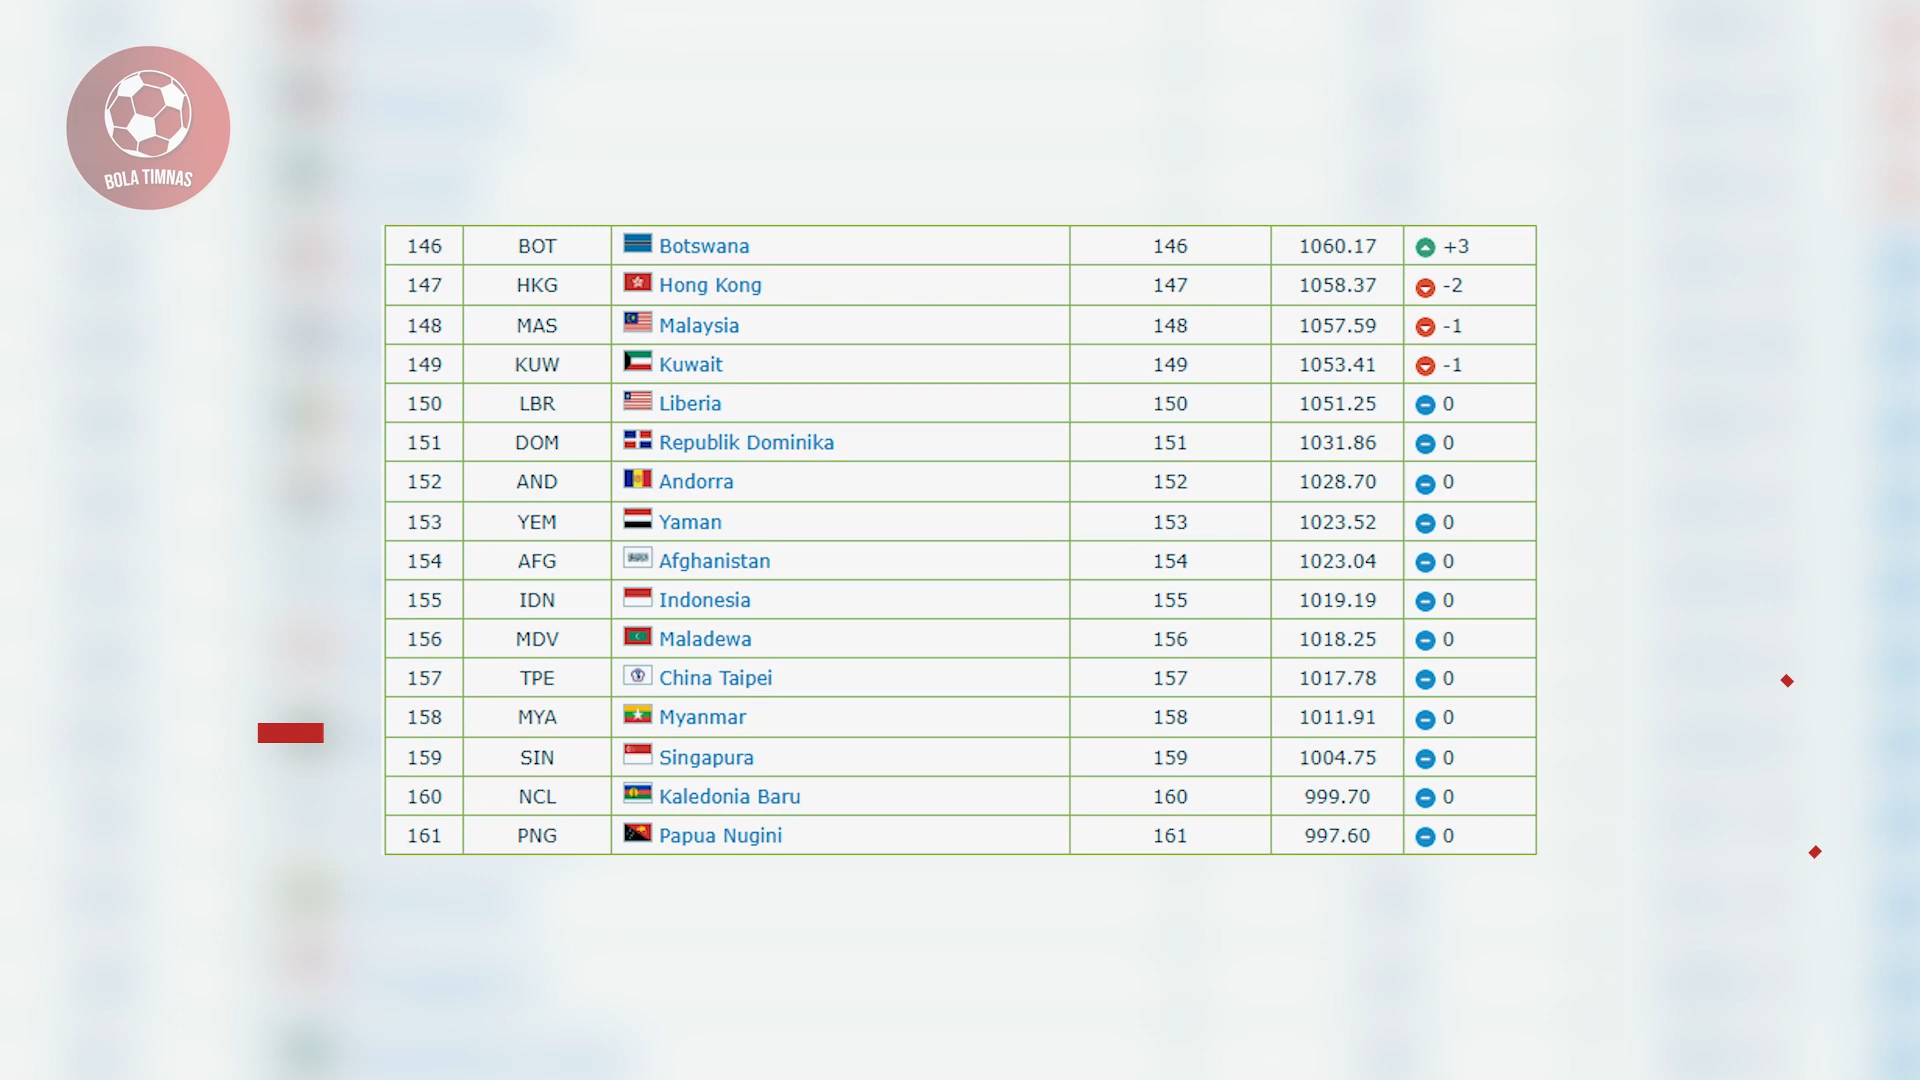 BOLA TIMNAS
146 BOT Botswana 146 1060.17 +3
147 HKG Hong Kong 147 1058.37 -2
148 MAS Malaysia 148 1057.59 -1
149 KUW Kuwait 149 1053.41 -1
150 LBR Liberia 150 1051.25 0
151 DOM Republik Dominika 151 1031.86 0
152 AND Andorra 152 1028.70 0
153 YEM Yaman 153 1023.52 0
154 AFG Afghanistan 154 1023.04 0
155 IDN Indonesia 155 1019.19 0
156 MDV Maladewa 156 1018.25 0
157 TPE China Taipei 157 1017.78 0
158 MYA Myanmar 158 1011.91 0
159 SIN Singapura 159 1004.75 0
160 NCL Kaledonia Baru 160 999.70 0
161 PNG Papua Nugini 161 997.60 0